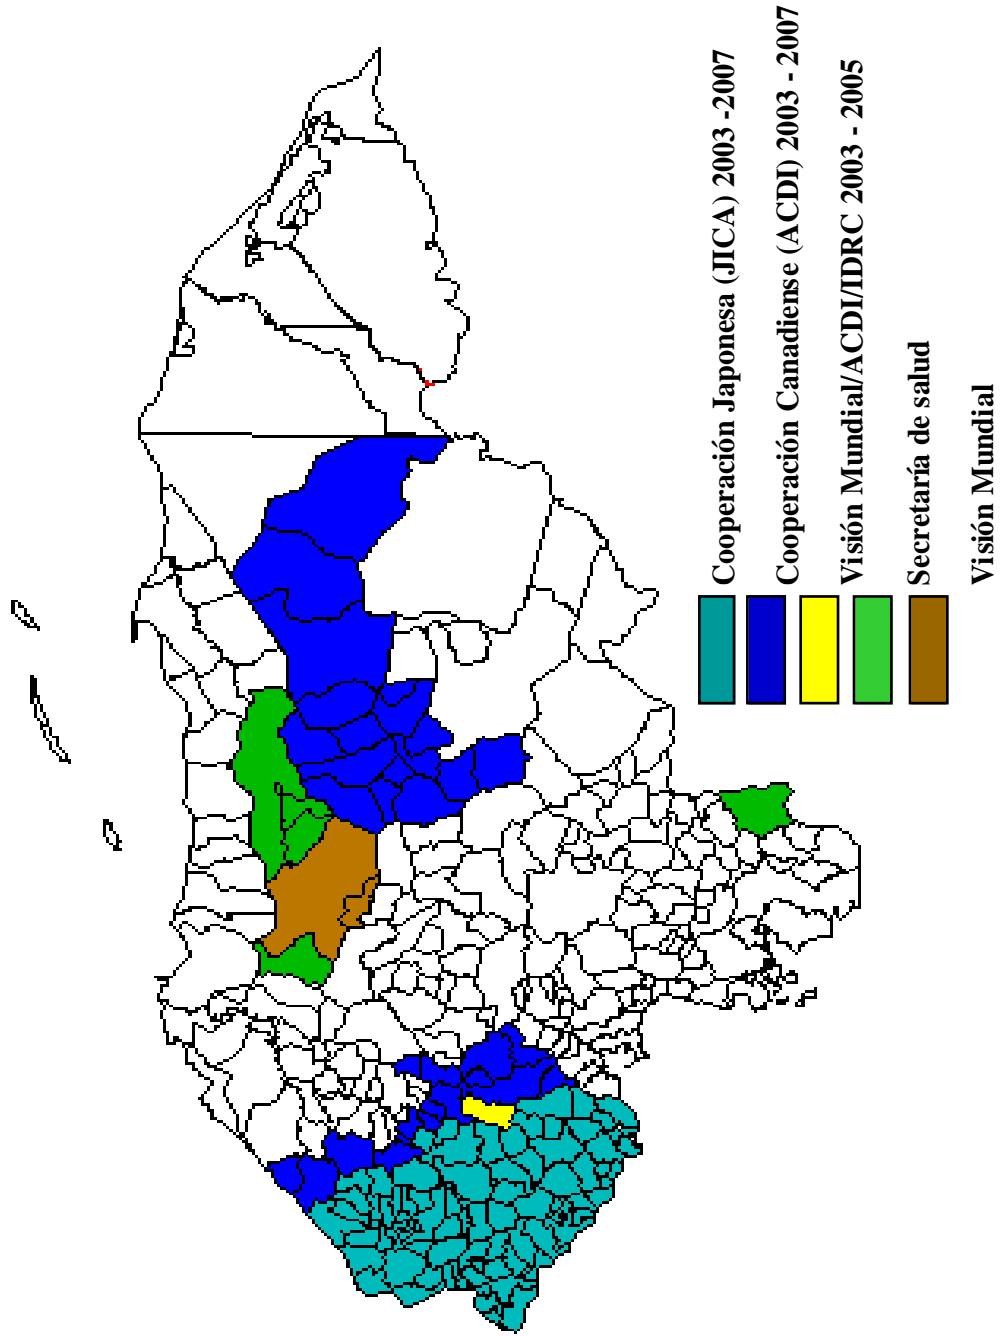 Cooperación Japonesa (JICA) 2003 -2007
Cooperación Canadiense (ACDI) 2003 - 2007
Visión Mundial/ACDI/IDRC 2003 - 2005
Secretaría de salud
Visión Mundial